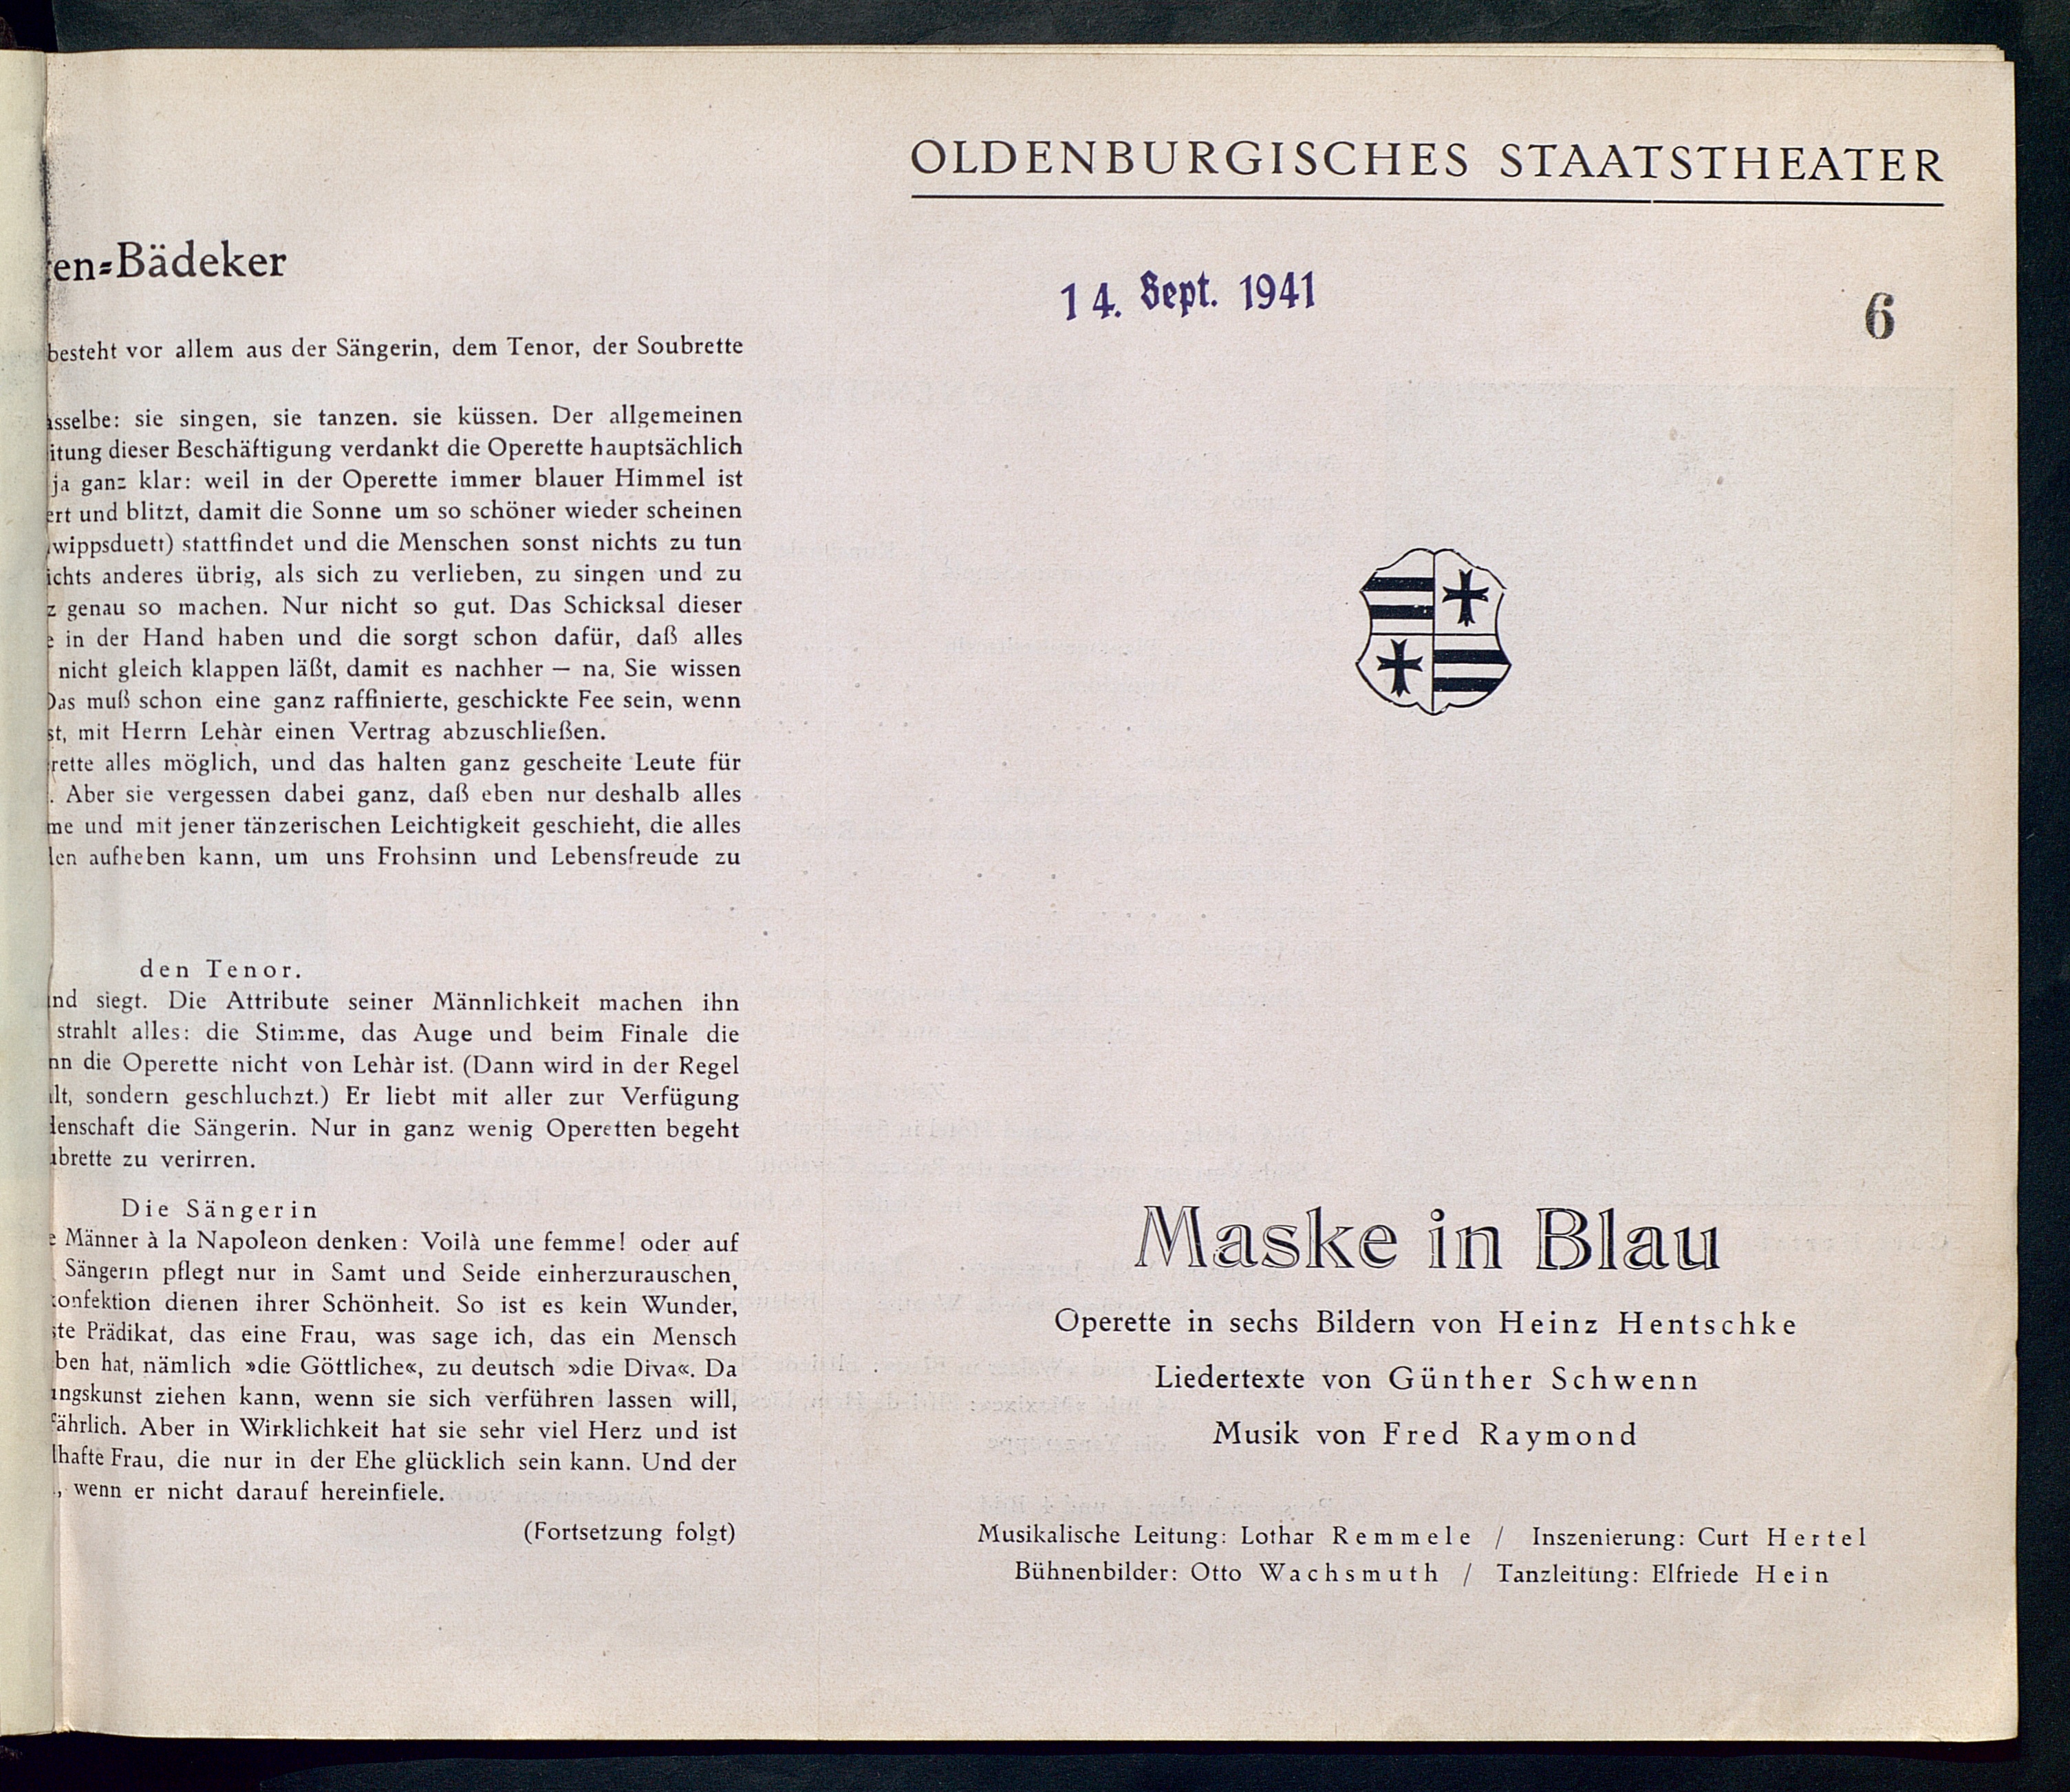 en=Bädeker
besteht vor allem aus der Sängerin, dem Tenor, der Soubrette
sselbe: sie singen, sie tanzen. sie küssen. Der allgemeinen
itung dieser Beschäftigung verdankt die Operette hauptsächlich
ja ganz klar: weil in der Operette immer blauer Himmel ist
ert und blitzt, damit die Sonne um so schöner wieder scheinen
wippsduett) stattfindet und die Menschen sonst nichts zu tun
ichts anderes übrig, als sich zu verlieben, zu singen und zu
z genau so machen. Nur nicht so gut. Das Schicksal dieser
e in der Hand haben und die sorgt schon dafür, daß alles
nicht gleich klappen läßt, damit es nachher — na, Sie wissen
Das muß schon eine ganz raffinierte, geschickte Fee sein, wenn
st, mit Herrn Lehàr einen Vertrag abzuschließen.
rette alles möglich, und das halten ganz gescheite Leute für
. Aber sie vergessen dabei ganz, daß eben nur deshalb alles
me und mit jener tänzerischen Leichtigkeit geschieht, die alles
len aufheben kann, um uns Frohsinn und Lebensfreude zu
den Tenor.
nd siegt. Die Attribute seiner Männlichkeit machen ihn
strahlt alles: die Stimme, das Auge und beim Finale die
nn die Operette nicht von Lehàr ist. (Dann wird in der Regel
lt, sondern geschluchzt.) Er liebt mit aller zur Verfügung
denschaft die Sängerin. Nur in ganz wenig Operetten begeht
ubrette zu verirren.
Die Sängerin
e Männer à la Napoleon denken: Voilà une femme! oder auf
Sängerin pflegt nur in Samt und Seide einherzurauschen,
konfektion dienen ihrer Schönheit. So ist es kein Wunder,
ste Prädikat, das eine Frau, was sage ich, das ein Mensch
ben hat, nämlich »die Göttliche«, zu deutsch »die Diva«. Da
ungskunst ziehen kann, wenn sie sich verführen lassen will,
fährlich. Aber in Wirklichkeit hat sie sehr viel Herz und ist
lhafte Frau, die nur in der Ehe glücklich sein kann. Und der
, wenn er nicht darauf hereinfiele.
(Fortsetzung folgt)
OLDENBURGISCHES STAATSTHEATER
14. Sept. 1941
6
Maske in Blau
Operette in sechs Bildern von Heinz Hentschke
Liedertexte von Günther Schwenn
Musik von Fred Raymond
Musikalische Leitung: Lothar Remmele / Inszenierung: Curt Hertel
Bühnenbilder: Otto Wachsmuth / Tanzleitung: Elfriede Hein